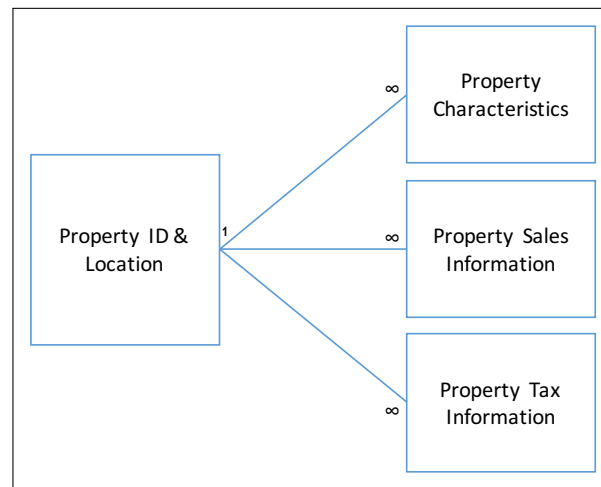 Property
Characteristics
∞
Property ID &
Location
1
∞
Property Sales
Information
∞
Property Tax
Information